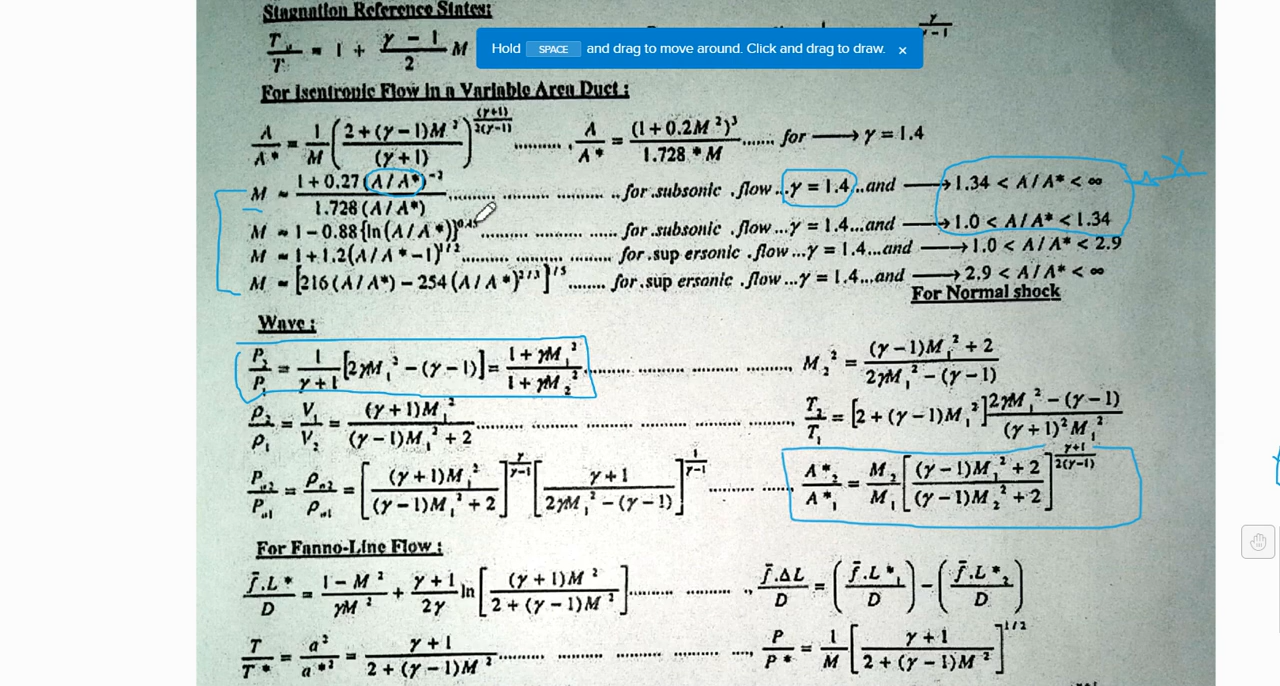 Stagnation Reference States:
T_o/T = 1 + (γ − 1)/2 M
γ/(γ−1)
Hold SPACE and drag to move around. Click and drag to draw. ×
For Isentropic Flow in a Variable Area Duct :
A/A* = 1/M ((2+(γ−1)M²)/(γ+1))^((γ+1)/2(γ−1)) .......... , A/A* = (1+0.2M²)³/(1.728*M) ....... for ⟶ γ = 1.4
M ≈ (1+0.27(A/A*)⁻²)/(1.728(A/A*)) .......... .......... .......... .. for .subsonic .flow ...γ = 1.4...and ⟶ 1.34 < A/A* < ∞ X
M ≈ 1−0.88{ln(A/A*)}^0.45 .......... .......... ...... for .subsonic .flow...γ = 1.4...and ⟶ 1.0 < A/A* < 1.34
M ≈ 1+1.2(A/A*−1)^1/2 .......... .......... ......... for .sup ersonic .flow...γ = 1.4...and ⟶ 1.0 < A/A* < 2.9
M ≈ [216(A/A*) − 254(A/A*)^2/3]^1/5 ........ for .sup ersanic .flow...γ = 1.4...and ⟶ 2.9 < A/A* < ∞
For Normal shock
Wave :
P₂/P₁ = 1/(γ+1) [2γM₁² − (γ−1)] = (1+γM₁²)/(1+γM₂²) .......... .......... .......... M₂² = ((γ−1)M₁²+2)/(2γM₁²−(γ−1))
ρ₂/ρ₁ = V₁/V₂ = (γ+1)M₁²/((γ−1)M₁²+2) .......... .......... .......... T₂/T₁ = [2+(γ−1)M₁²] (2γM₁²−(γ−1))/((γ+1)²M₁²)
P_o2/P_o1 = ρ_o2/ρ_o1 = [(γ+1)M₁²/((γ−1)M₁²+2)]^(γ/(γ−1)) [(γ+1)/(2γM₁²−(γ−1))]^(1/(γ−1)) .......... ...... A*₂/A*₁ = M₂/M₁ [((γ−1)M₁²+2)/((γ−1)M₂²+2)]^((γ+1)/2(γ−1))
For Fanno-Line Flow :
f̄.L*/D = (1−M²)/(γM²) + (γ+1)/(2γ) ln[(γ+1)M²/(2+(γ−1)M²)] .......... .......... ., f̄.ΔL/D = (f̄.L*₁/D) − (f̄.L*₂/D)
T/T* = a²/a*² = (γ+1)/(2+(γ−1)M²) .......... .......... .......... ...., P/P* = 1/M [(γ+1)/(2+(γ−1)M²)]^1/2